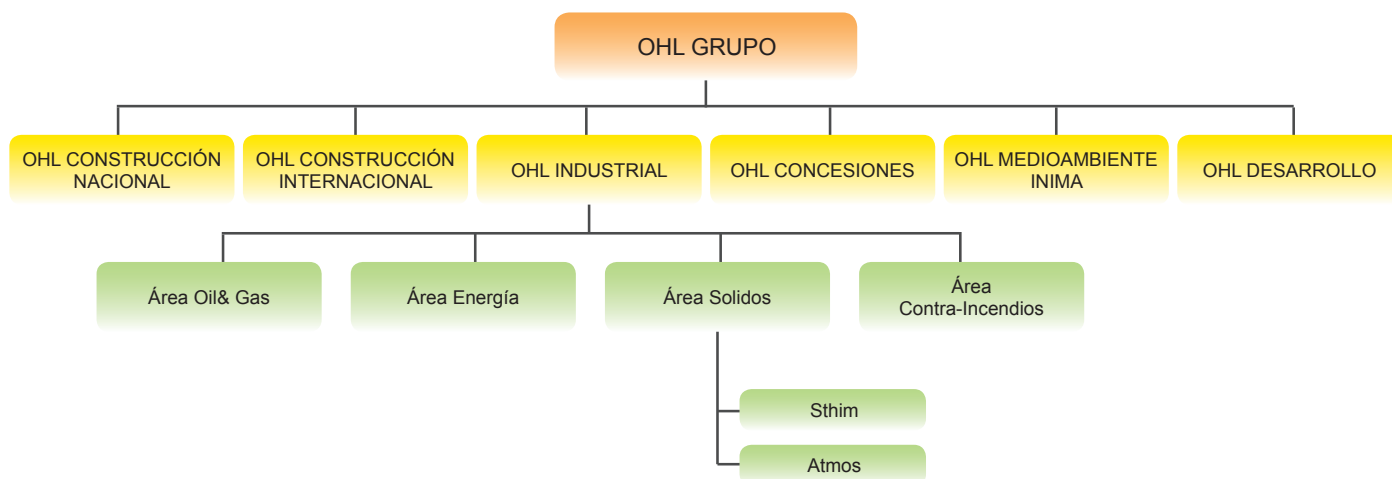 OHL GRUPO
OHL CONSTRUCCIÓN
NACIONAL
OHL CONSTRUCCIÓN
INTERNACIONAL
OHL INDUSTRIAL
OHL CONCESIONES
OHL MEDIOAMBIENTE
INIMA
OHL DESARROLLO
Área Oil& Gas
Área Energía
Área Solidos
Área
Contra-Incendios
Sthim
Atmos